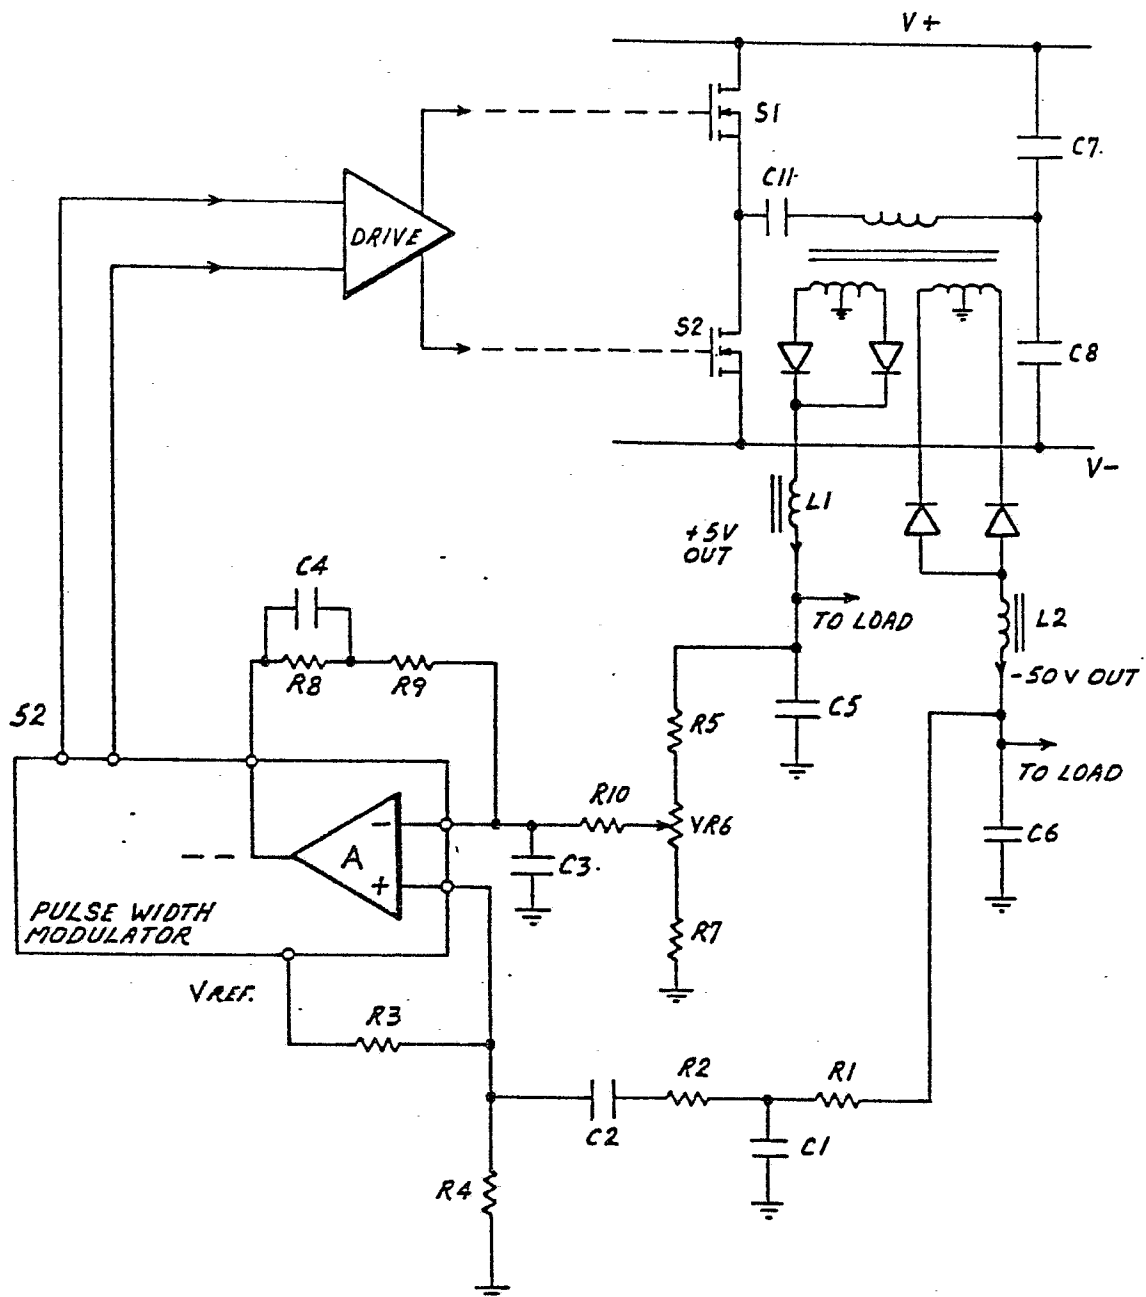 V+
S1
C7.
C11
DRIVE
S2
C8
V-
L1
+5V
OUT
C4
TO LOAD
L2
R8
R9
-50V OUT
S2
C5
R5
TO LOAD
R10
VR6
-
A
C3.
C6
+
R7
PULSE WIDTH
MODULATOR
VREF.
R3
R2
R1
C2
C1
R4